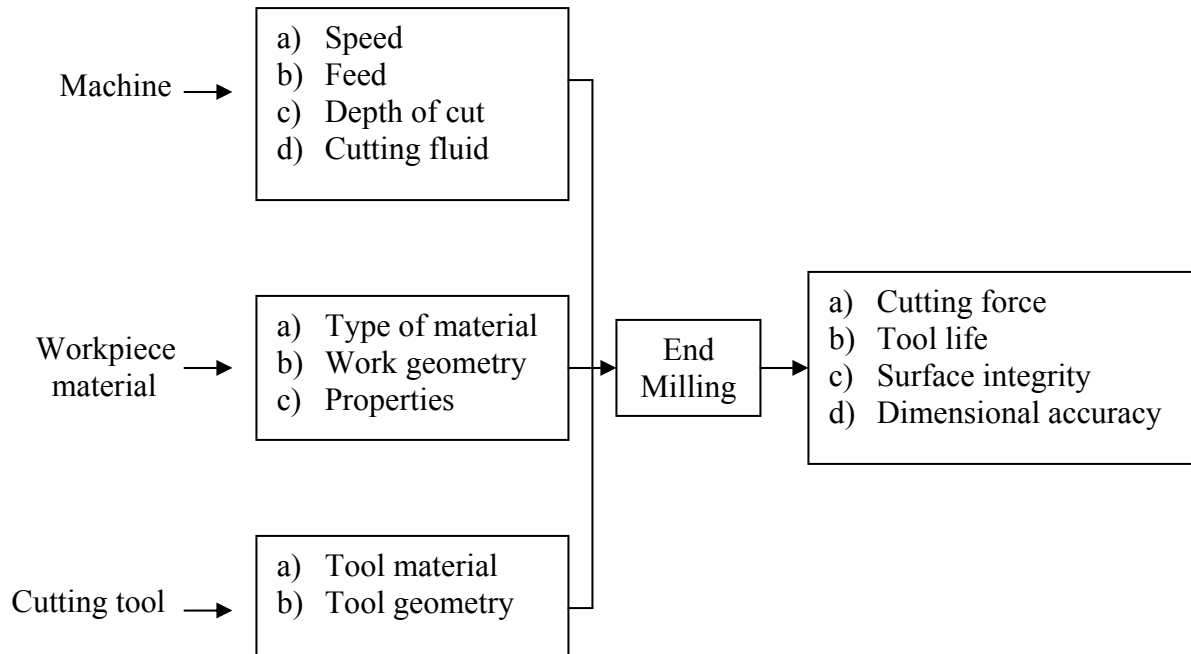 Machine
a) Speed
b) Feed
c) Depth of cut
d) Cutting fluid
Workpiece
material
a) Type of material
b) Work geometry
c) Properties
Cutting tool
a) Tool material
b) Tool geometry
End
Milling
a) Cutting force
b) Tool life
c) Surface integrity
d) Dimensional accuracy